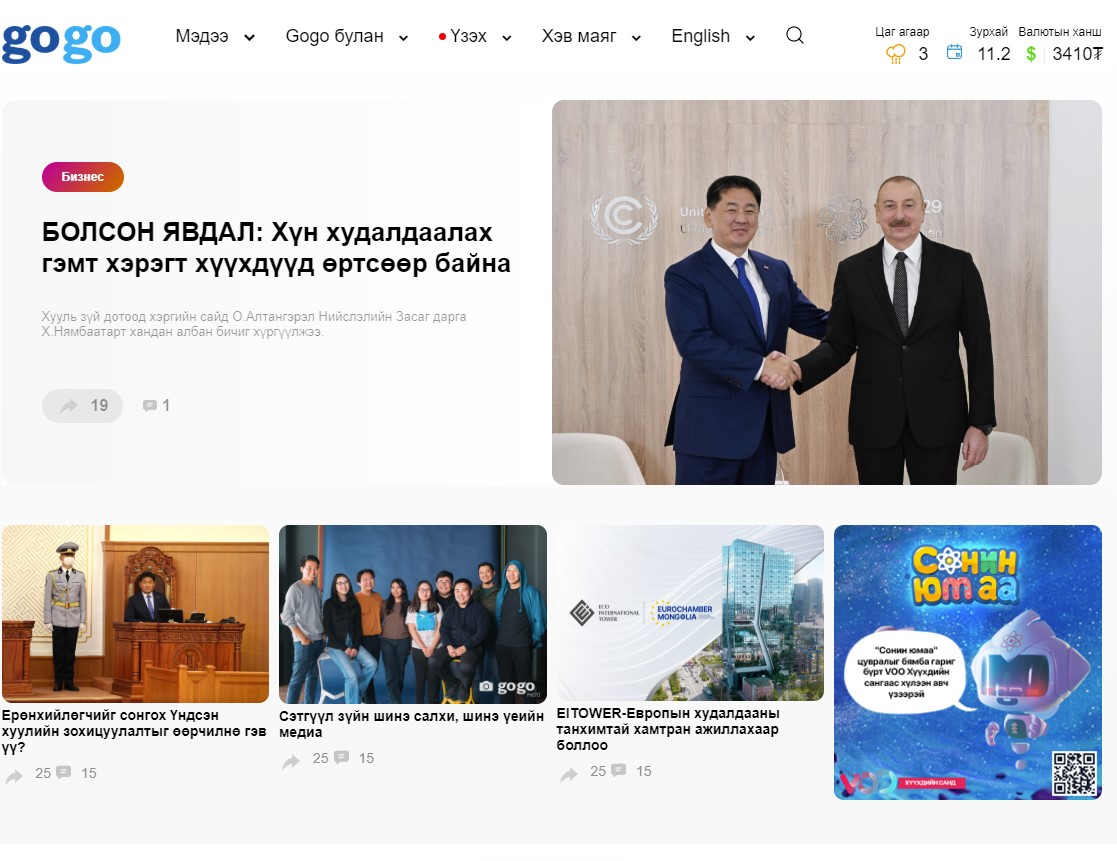 gogo
Мэдээ
Gogo булан
Үзэх
Хэв маяг
English
Цаг агаар
3
Зурхай
11.2
Валютын ханш
$ 3410₮
Бизнес
БОЛСОН ЯВДАЛ: Хүн худалдаалах
гэмт хэрэгт хүүхдүүд өртсөөр байна
Хууль зүй дотоод хэргийн сайд О.Алтангэрэл Нийслэлийн Засаг дарга
Х.Нямбаатарт хандан албан бичиг хүргүүлжээ.
19
1
ECO
INTERNATIONAL
TOWER
EUROCHAMBER
MONGOLIA
gogo
Ерөнхийлөгчийг сонгох Үндсэн
хуулийн зохицуулалтыг өөрчилнө гэв
үү?
25 15
Сэтгүүл зүйн шинэ салхи, шинэ үеийн
медиа
25 15
EITOWER-Европын худалдааны
танхимтай хамтран ажиллахаар
боллоо
25 15
Сонин
юм аа
"Сонин юмаа"
цувралыг бямба гариг
бүрт VOO Хүүхдийн
сангаас хүлээн авч
үзээрэй
VOO
ХҮҮХДИЙН САНД